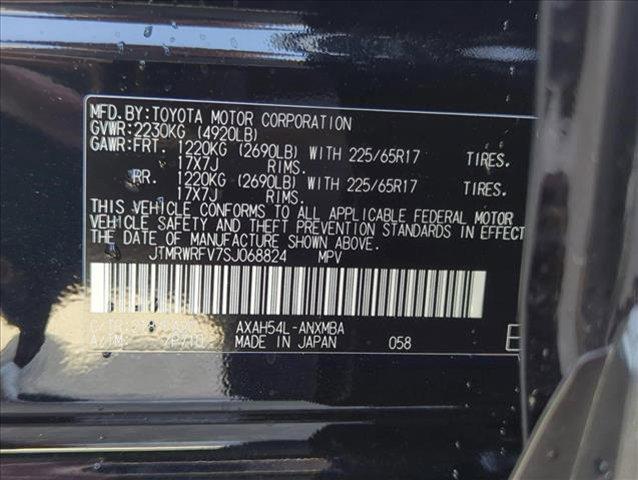 MFD.BY:TOYOTA MOTOR CORPORATION
GVWR:2230KG (4920LB)
GAWR:FRT. 1220KG (2690LB) WITH 225/65R17 TIRES.
17X7J RIMS.
RR. 1220KG (2690LB) WITH 225/65R17 TIRES.
17X7J RIMS.
THIS VEHICLE CONFORMS TO ALL APPLICABLE FEDERAL MOTOR
VEHICLE SAFETY AND THEFT PREVENTION STANDARDS IN EFFECT ON
THE DATE OF MANUFACTURE SHOWN ABOVE.
JTMRWRFV7SJ068824 MPV
C/TR: AXAH54L-ANXMBA
A/TM: MADE IN JAPAN 058